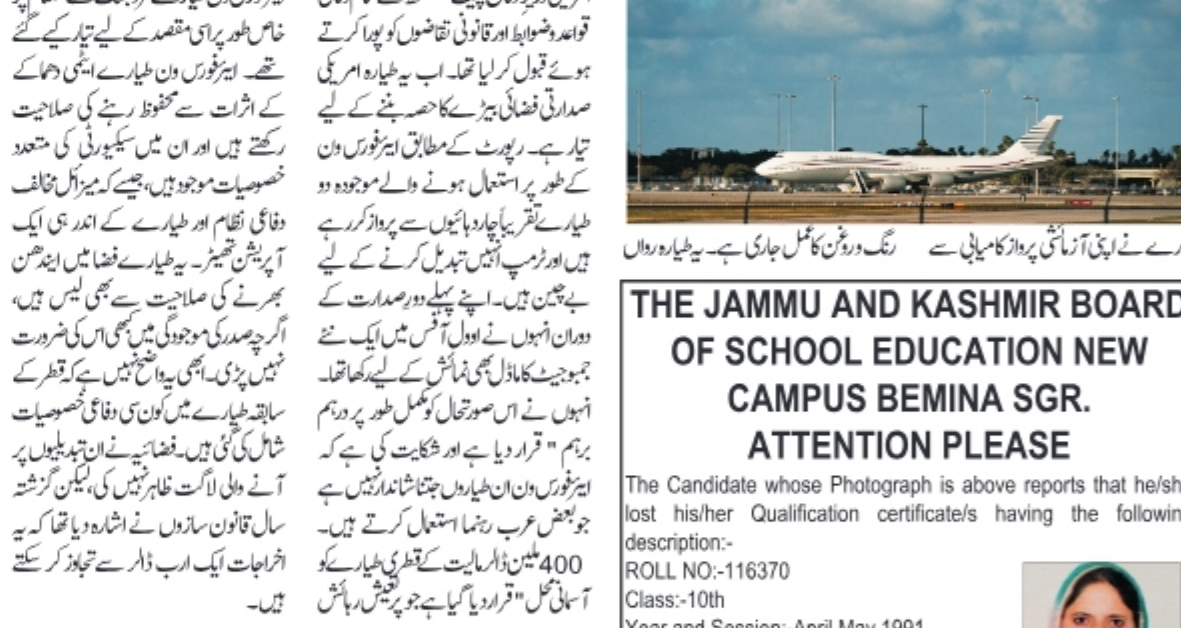 رے نے اپنی آزمائشی پرواز کامیابی سے
رنگ و روغن کا عمل جاری ہے۔ یہ طیارہ رواں
قواعد و ضوابط اور قانونی تقاضوں کو پورا کرتے
ہوئے قبول کر لیا تھا۔ اب یہ طیارہ امریکی
صدارتی فضائی بیڑے کا حصہ بننے کے لیے
تیار ہے۔ رپورٹ کے مطابق ایئر فورس ون
کے طور پر استعمال ہونے والے موجودہ دو
طیارے تقریباً چار دہائیوں سے پرواز کر رہے
ہیں اور ٹرمپ انہیں تبدیل کرنے کے لیے
بے چین ہیں۔ اپنے پہلے دورِ صدارت کے
دوران انہوں نے اوول آفس میں ایک نئے
جمبو جیٹ کا ماڈل بھی نمائش کے لیے رکھا تھا۔
انہوں نے اس صورتحال کو مکمل طور پر درہم
برہم " قرار دیا ہے اور شکایت کی ہے کہ
ایئر فورس ون ان طیاروں جتنا شاندار نہیں ہے
جو بعض عرب رہنما استعمال کرتے ہیں۔
400 ملین ڈالر مالیت کے قطری طیارے کو
آسمانی محل" قرار دیا گیا ہے جو پرتعیش رہائش
خاص طور پر اسی مقصد کے لیے تیار کیے گئے
تھے۔ ایئر فورس ون طیارے ایٹمی دھماکے
کے اثرات سے محفوظ رہنے کی صلاحیت
رکھتے ہیں اور ان میں سیکیورٹی کی متعدد
خصوصیات موجود ہیں، جیسے کہ میزائل مخالف
دفاعی نظام اور طیارے کے اندر ہی ایک
آپریشن تھیٹر۔ یہ طیارے فضا میں ایندھن
بھرنے کی صلاحیت سے بھی لیس ہیں،
اگرچہ صدر کی موجودگی میں کبھی اس کی ضرورت
نہیں پڑی۔ ابھی یہ واضح نہیں ہے کہ قطر کے
سابقہ طیارے میں کون سی دفاعی خصوصیات
شامل کی گئی ہیں۔ فضائیہ نے ان تبدیلیوں پر
آنے والی لاگت ظاہر نہیں کی، لیکن گزشتہ
سال قانون سازوں نے اشارہ دیا تھا کہ یہ
اخراجات ایک ارب ڈالر سے تجاوز کر سکتے
ہیں۔
THE JAMMU AND KASHMIR BOARD
OF SCHOOL EDUCATION NEW
CAMPUS BEMINA SGR.
ATTENTION PLEASE
The Candidate whose Photograph is above reports that he/sh
lost his/her Qualification certificate/s having the followin
description:-
ROLL NO:-116370
Class:-10th
Year and Session:-April May 1991